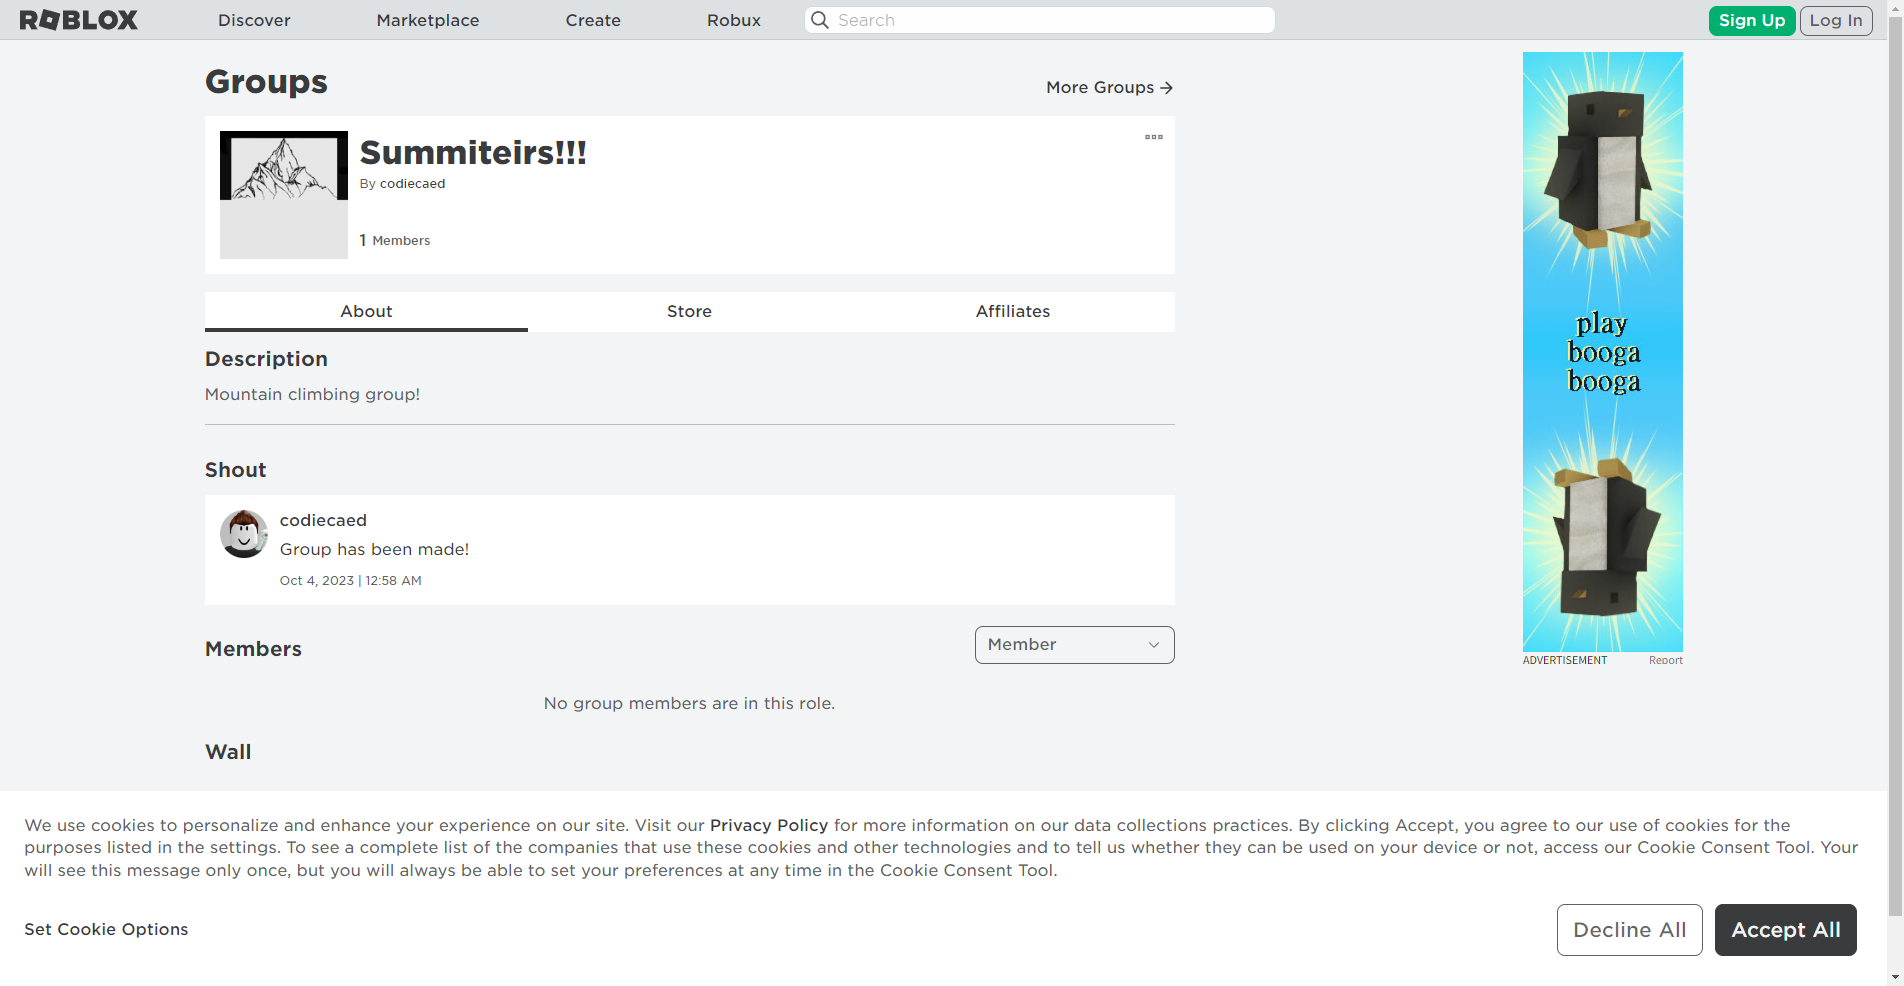 ROBLOX
Discover
Marketplace
Create
Robux
Search
Sign Up
Log In
Groups
More Groups →
Summiteirs!!!
By codiecaed
1 Members
About
Store
Affiliates
Description
Mountain climbing group!
Shout
codiecaed
Group has been made!
Oct 4, 2023 | 12:58 AM
Members
Member
No group members are in this role.
Wall
play
booga
booga
ADVERTISEMENT
Report
We use cookies to personalize and enhance your experience on our site. Visit our Privacy Policy for more information on our data collections practices. By clicking Accept, you agree to our use of cookies for the
purposes listed in the settings. To see a complete list of the companies that use these cookies and other technologies and to tell us whether they can be used on your device or not, access our Cookie Consent Tool. Your
will see this message only once, but you will always be able to set your preferences at any time in the Cookie Consent Tool.
Set Cookie Options
Decline All
Accept All